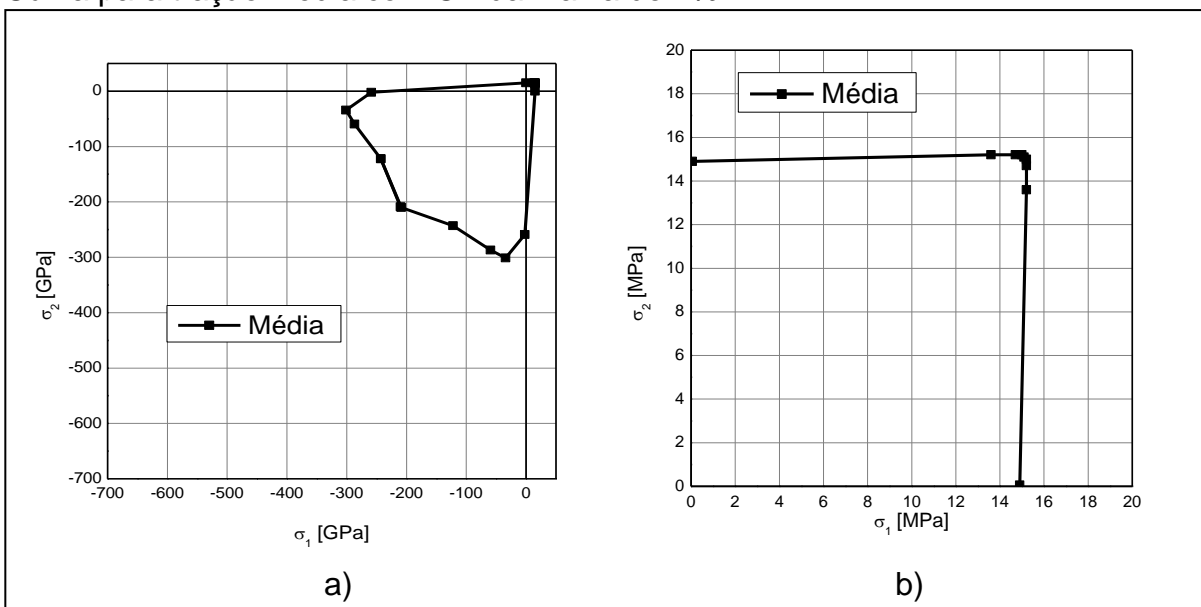 0
-100
-200
-300
-400
-500
-600
-700
-700 -600 -500 -400 -300 -200 -100 0
σ2 [GPa]
σ1 [GPa]
Média
a)
20
18
16
14
12
10
8
6
4
2
0
0 2 4 6 8 10 12 14 16 18 20
σ2 [MPa]
σ1 [MPa]
Média
b)